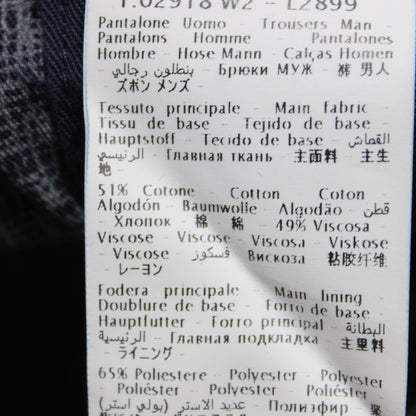 1.02918 W2 - L2899
Pantalone Uomo - Trousers Man -
Pantalons Homme - Pantalones
Hombre - Hose Mann - Calças Homen
- بنطلون رجالي - Брюки МУЖ - 裤 男人
ズボン メンズ -
Tessuto principale - Main fabric -
Tissu de base - Tejido de base -
Hauptstoff - Tecido de base - القماش
الرئيسي - Главная ткань - 主面料 - 主生
地 -
51% Cotone - Cotton - Coton -
Algodón - Baumwolle - Algodão - قطن
- Хлопок 棉 綿 - 49% Viscosa -
Viscose - Viscose - Viscosa - Viskose
- Viscose - فسكوز - Вискоза - 粘胶纤维
- レーヨン
Fodera principale - Main lining -
Doublure de base - Forro de base -
Hauptfutter - Forro principal - البطانة
الرئيسية - Главная подкладка - 主里料
- ライニング -
65% Poliestere - Polyester - Polyester
- Poliéster - Polyester - Poliéster -
عديد الاستر (بولي استر) - Полиэфир -